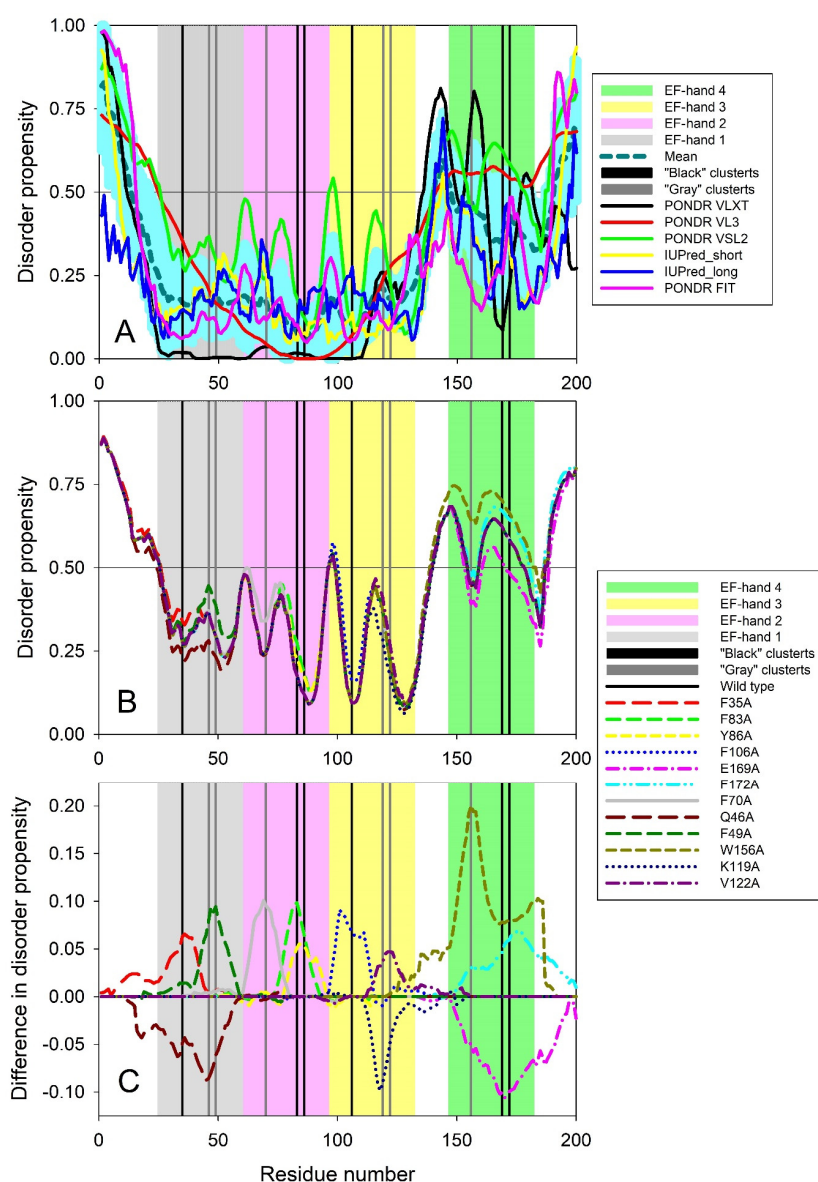 1.00
0.75
0.50
0.25
0.00
Disorder propensity
A
0 50 100 150 200
EF-hand 4
EF-hand 3
EF-hand 2
EF-hand 1
Mean
"Black" clusterts
"Gray" clusterts
PONDR VLXT
PONDR VL3
PONDR VSL2
IUPred_short
IUPred_long
PONDR FIT
1.00
0.75
0.50
0.25
0.00
Disorder propensity
B
0 50 100 150 200
EF-hand 4
EF-hand 3
EF-hand 2
EF-hand 1
"Black" clusterts
"Gray" clusterts
Wild type
F35A
F83A
Y86A
F106A
E169A
F172A
F70A
Q46A
F49A
W156A
K119A
V122A
0.20
0.15
0.10
0.05
0.00
-0.05
-0.10
Difference in disorder propensity
C
0 50 100 150 200
Residue number